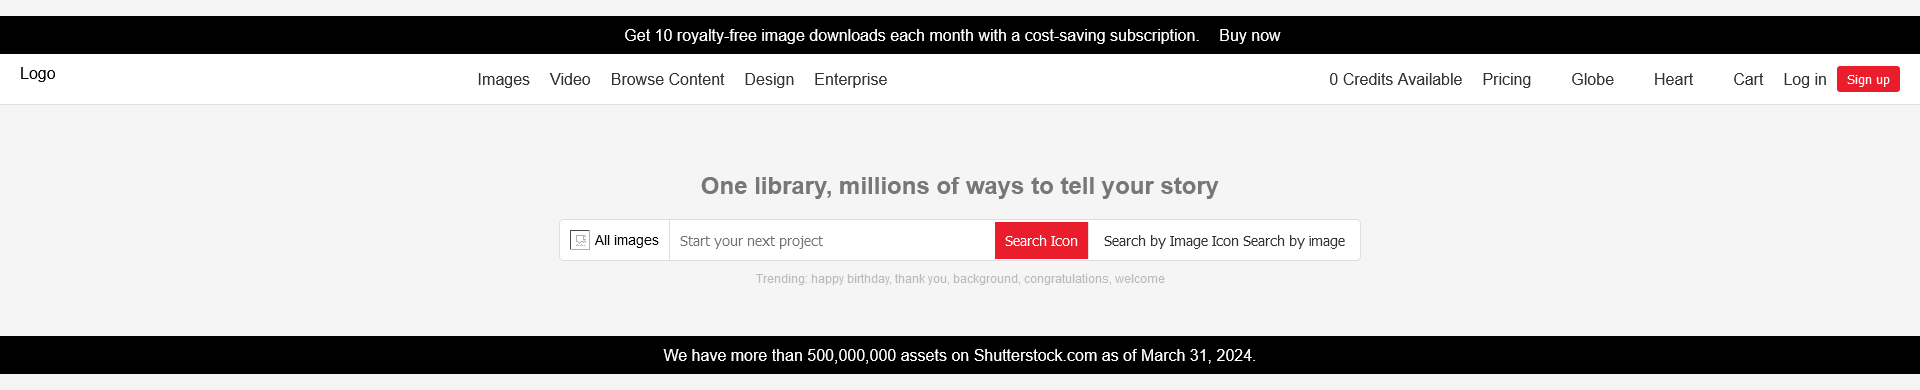 Get 10 royalty-free image downloads each month with a cost-saving subscription. Buy now
Logo Images Video Browse Content Design Enterprise 0 Credits Available Pricing Globe Heart Cart Log in Sign up
One library, millions of ways to tell your story
All images Start your next project Search Icon Search by Image Icon Search by image
Trending: happy birthday, thank you, background, congratulations, welcome
We have more than 500,000,000 assets on Shutterstock.com as of March 31, 2024.